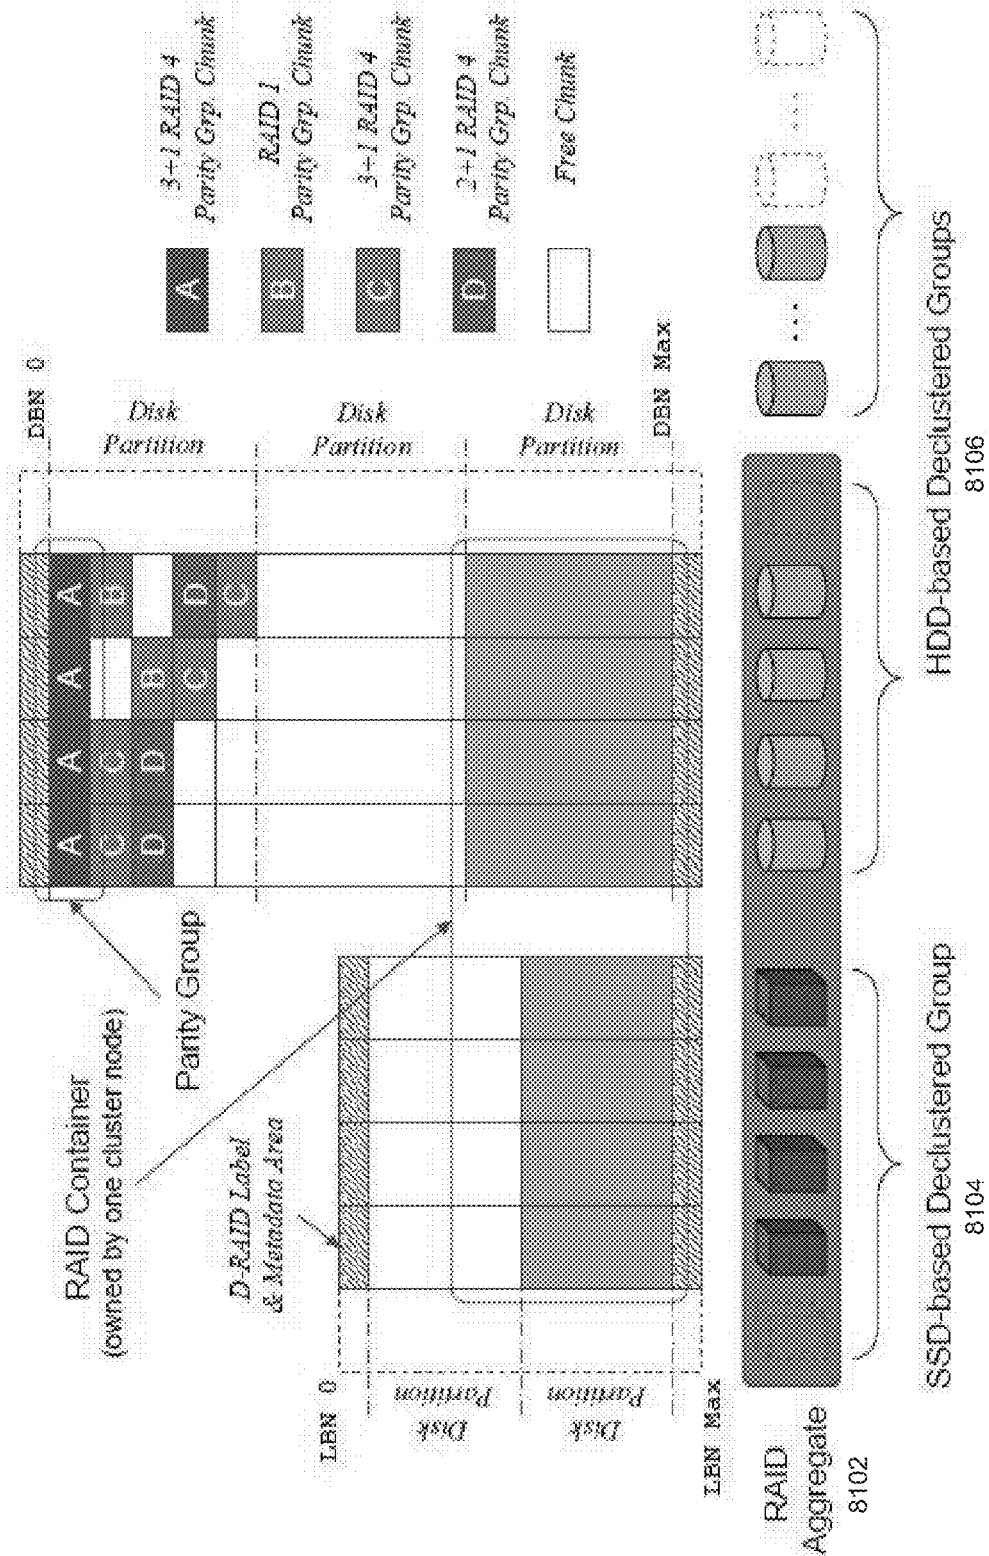 RAID Container
(owned by one cluster node)
Parity Group
D-RAID Label
& Metadata Area
LBN 0
Disk
Partition
Disk
Partition
LBN Max
DBN 0
Disk
Partition
Disk
Partition
Disk
Partition
DBN Max
A A A A
C C B
D D B
C D
C
A
3+1 RAID 4
Parity Grp. Chunk
B
RAID 1
Parity Grp. Chunk
C
3+1 RAID 4
Parity Grp. Chunk
D
2+1 RAID 4
Parity Grp. Chunk
Free Chunk
RAID
Aggregate
8102
SSD-based Declustered Group
8104
HDD-based Declustered Groups
8106